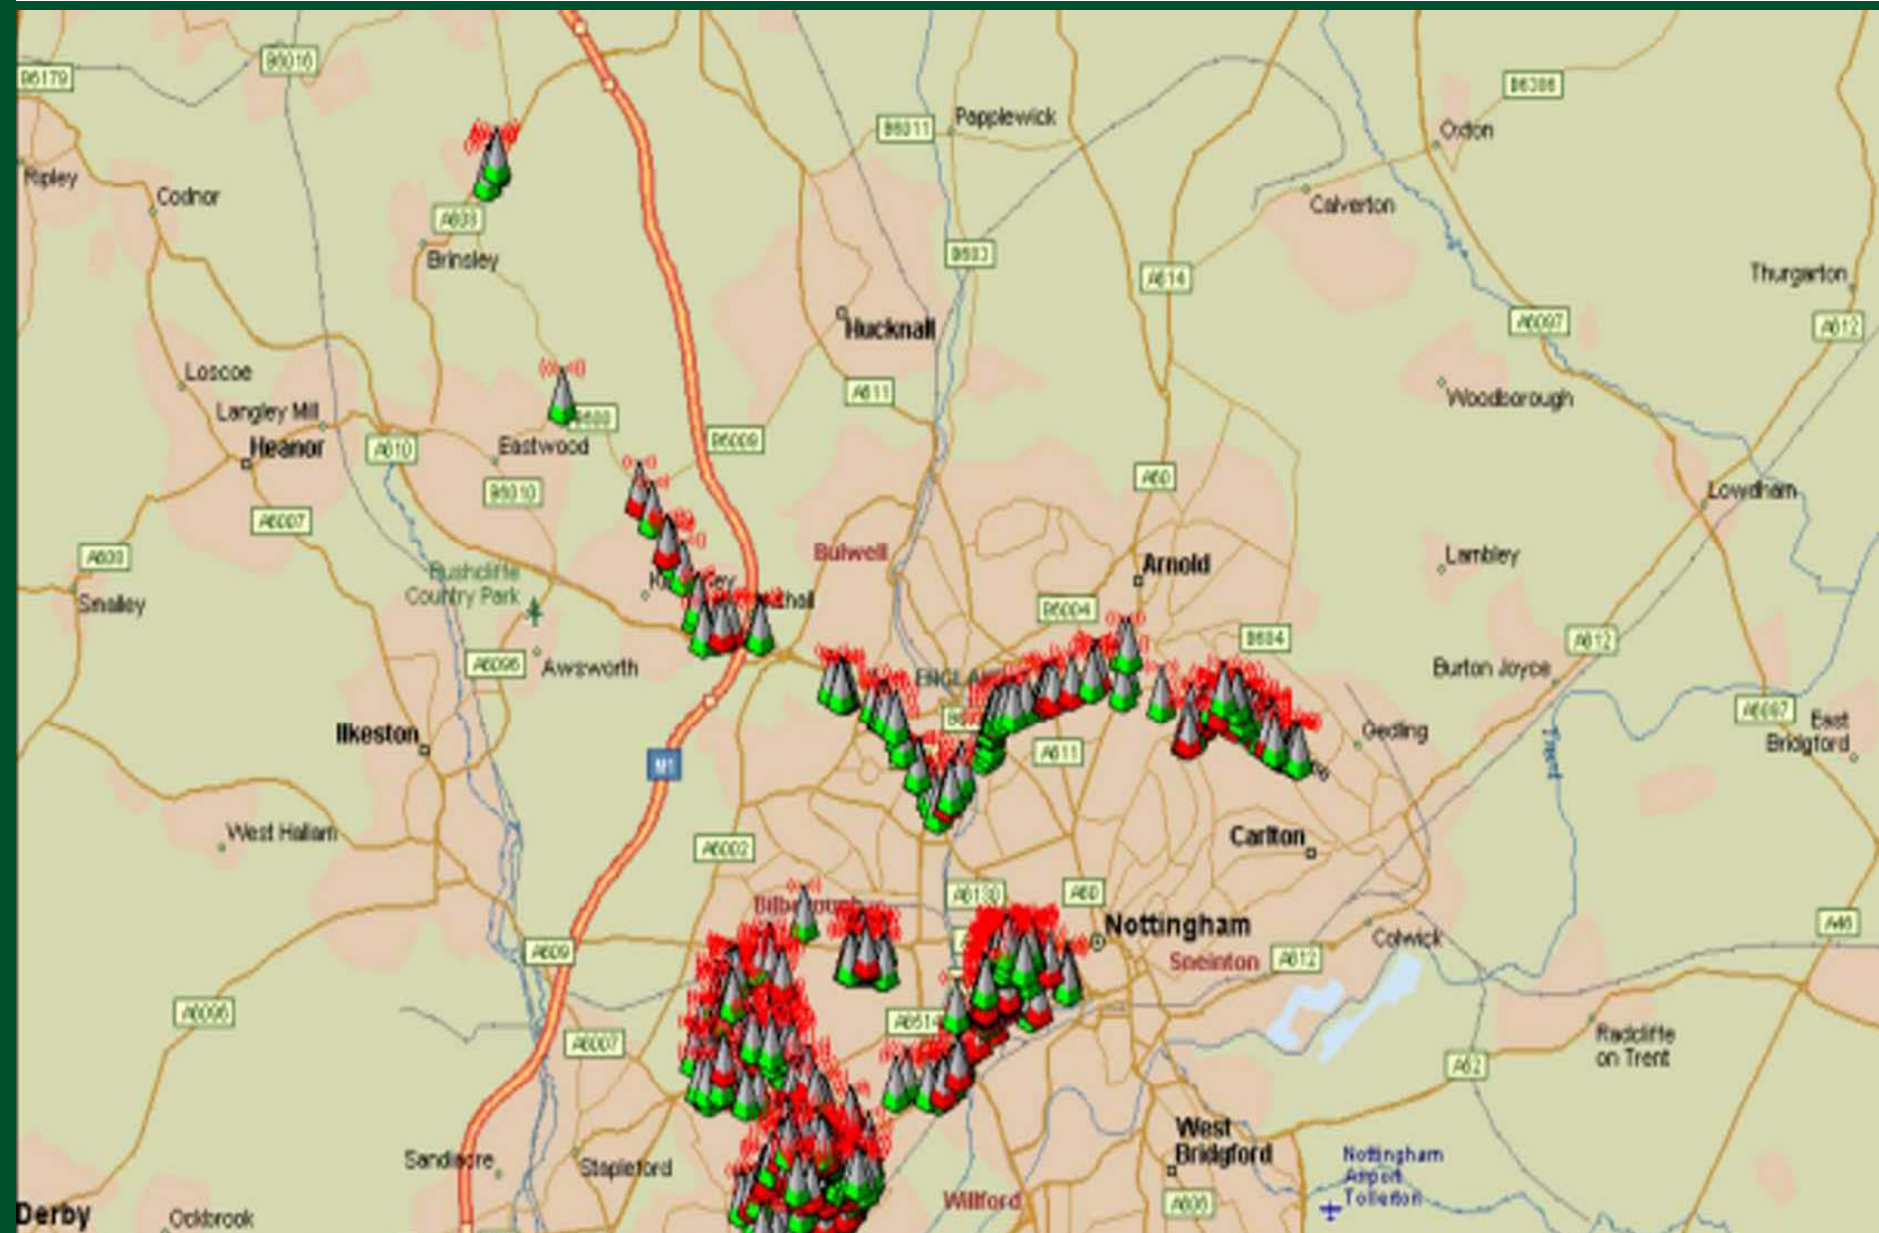 B6016
B6179
B6386
Papplewick
B6011
Oxton
Ripley
Codnor
Calverton
A608
B683
Brinsley
A614
Thurgarton
Hucknall
A6097
A612
Loscoe
A611
Woodborough
Langley Mill
Heanor
A610
Eastwood
B6009
B6010
A60
Lowdham
A6007
Bulwell
A608
Arnold
Lambley
Country Park
Smalley
B6004
B684
A612
A6096
Awsworth
Burton Joyce
A6097
East
Bridgford
Ilkeston
Gedling
Trent
A611
M1
West Hallam
A6002
Carlton
A6130
A60
Nottingham
A46
A609
Colwick
Sneinton
A612
A6096
A6514
Radcliffe
on Trent
A6007
A52
West
Bridgford
Nottingham
Airport
Tollerton
Sandiacre
Stapleford
Wilford
Derby
Ockbrook